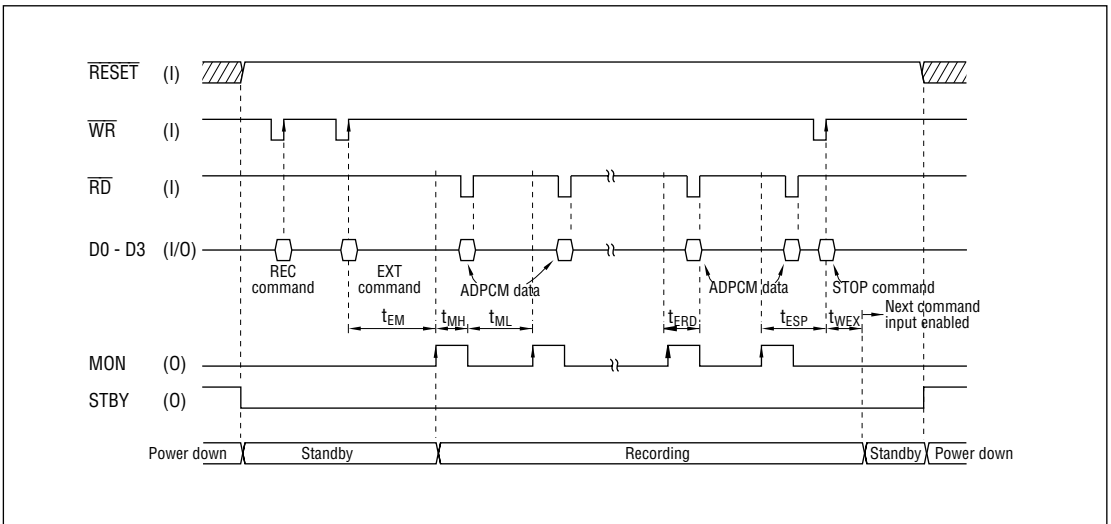 RESET (I)
WR (I)
RD (I)
D0 - D3 (I/O)
REC
command
EXT
command
ADPCM data
ADPCM data
STOP command
Next command
input enabled
tEM
tMH
tML
tERD
tESP
tWEX
MON (O)
STBY (O)
Power down
Standby
Recording
Standby
Power down